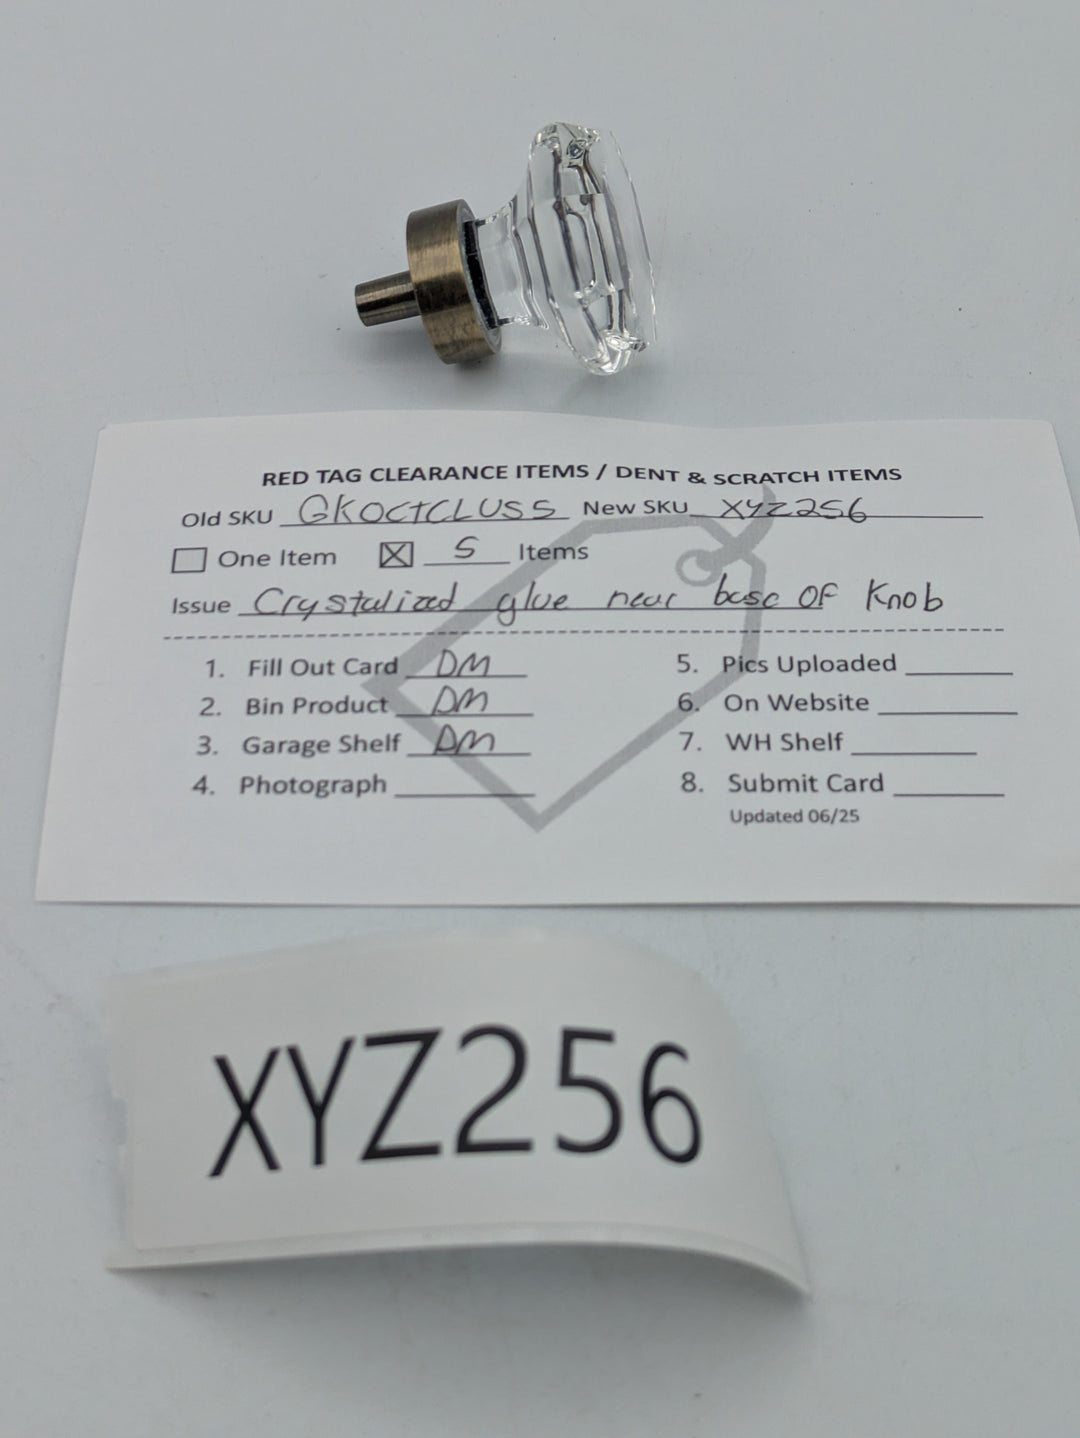 RED TAG CLEARANCE ITEMS / DENT & SCRATCH ITEMS
Old SKU GKOCTCLUSS New SKU XYZ256
One Item X 5 Items
Issue Crystalized glue near base OF Knob
1. Fill Out Card DM
2. Bin Product DM
3. Garage Shelf DM
4. Photograph
5. Pics Uploaded
6. On Website
7. WH Shelf
8. Submit Card
Updated 06/25
XYZ256